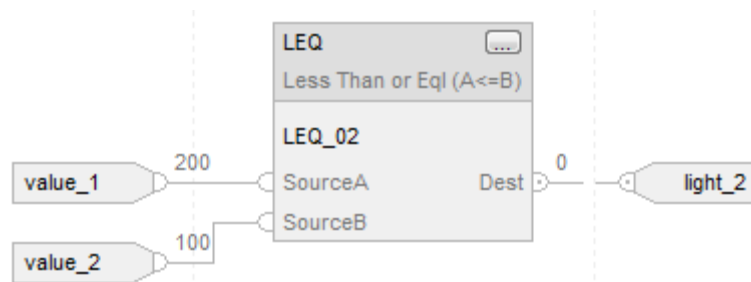 LEQ ...
Less Than or Eql (A<=B)
LEQ_02
value_1 200 SourceA Dest 0 light_2
value_2 100 SourceB